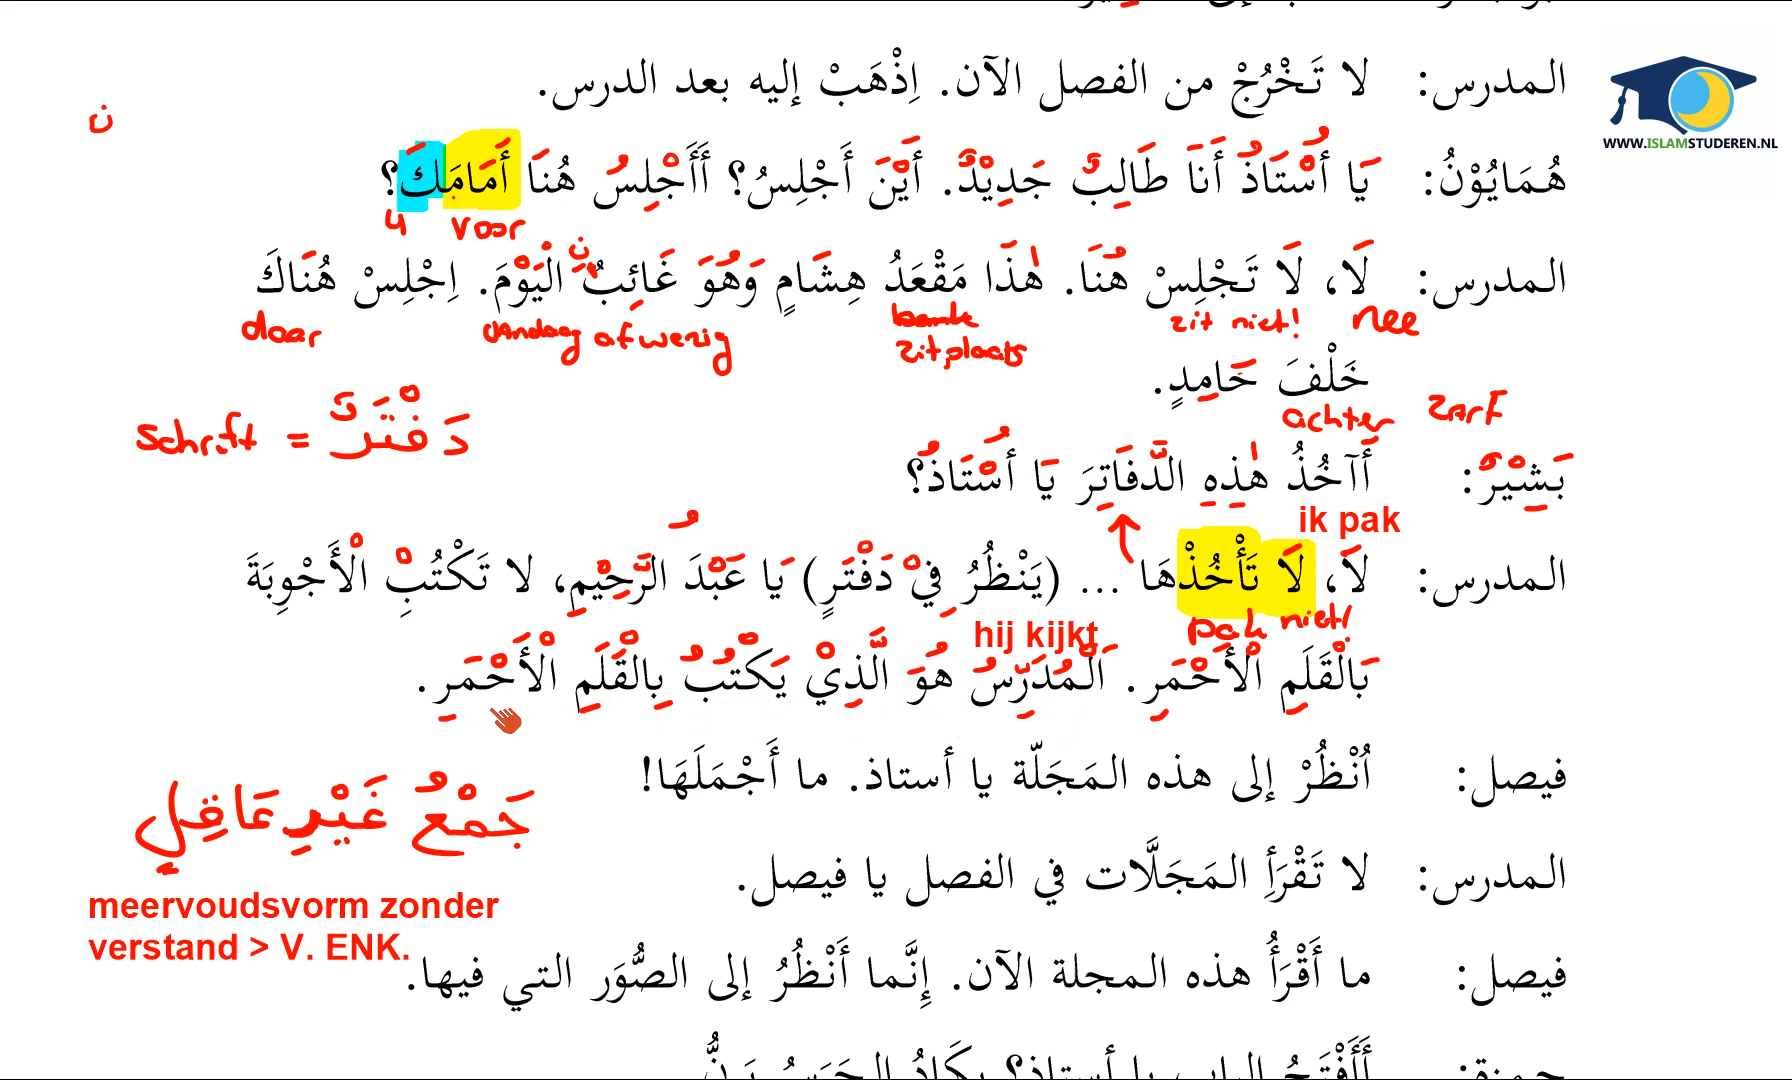 المدرس: لا تَخْرُجْ من الفصل الآن. اِذْهَبْ إليه بعد الدرس.
WWW.ISLAMSTUDEREN.NL
ن
هُمَايُوْنُ: يَا أُسْتَاذُ أَنَا طَالِبٌ جَدِيْدٌ. أَيْنَ أَجْلِسُ؟ أَأَجْلِسُ هُنَا أَمَامَكَ؟
voor
u
المدرس: لَا، لَا تَجْلِسْ هُنَا. هٰذَا مَقْعَدُ هِشَامٍ وَهُوَ غَائِبٌ الْيَوْمَ. اِجْلِسْ هُنَاكَ
ن
nee
zit niet!
bank
zitplaats
afwezig
vandaag
daar
خَلْفَ حَامِدٍ.
achter
zarf
schrift = دَفْتَرٌ
بَشِيْرٌ: أَآخُذُ هٰذِهِ الدَّفَاتِرَ يَا أُسْتَاذُ؟
ik pak
المدرس: لَا، لَا تَأْخُذْهَا ... (يَنْظُرُ فِيْ دَفْتَرٍ) يَا عَبْدَ الرَّحِيْمِ، لا تَكْتُبِ الْأَجْوِبَةَ
pak niet!
hij kijkt
بَالْقَلَمِ الْأَحْمَرِ. اَلْمُدَرِّسُ هُوَ الَّذِيْ يَكْتُبُ بِالْقَلَمِ الْأَحْمَرِ.
فيصل: اُنْظُرْ إلى هذه المَجَلّة يا أستاذ. ما أَجْمَلَهَا!
جَمْعُ غَيْرِ عَاقِلٍ
المدرس: لا تَقْرَأِ المَجَلَّات في الفصل يا فيصل.
meervoudsvorm zonder
verstand > V. ENK.
فيصل: ما أَقْرَأُ هذه المجلة الآن. إِنَّما أَنْظُرُ إلى الصُّوَر التي فيها.